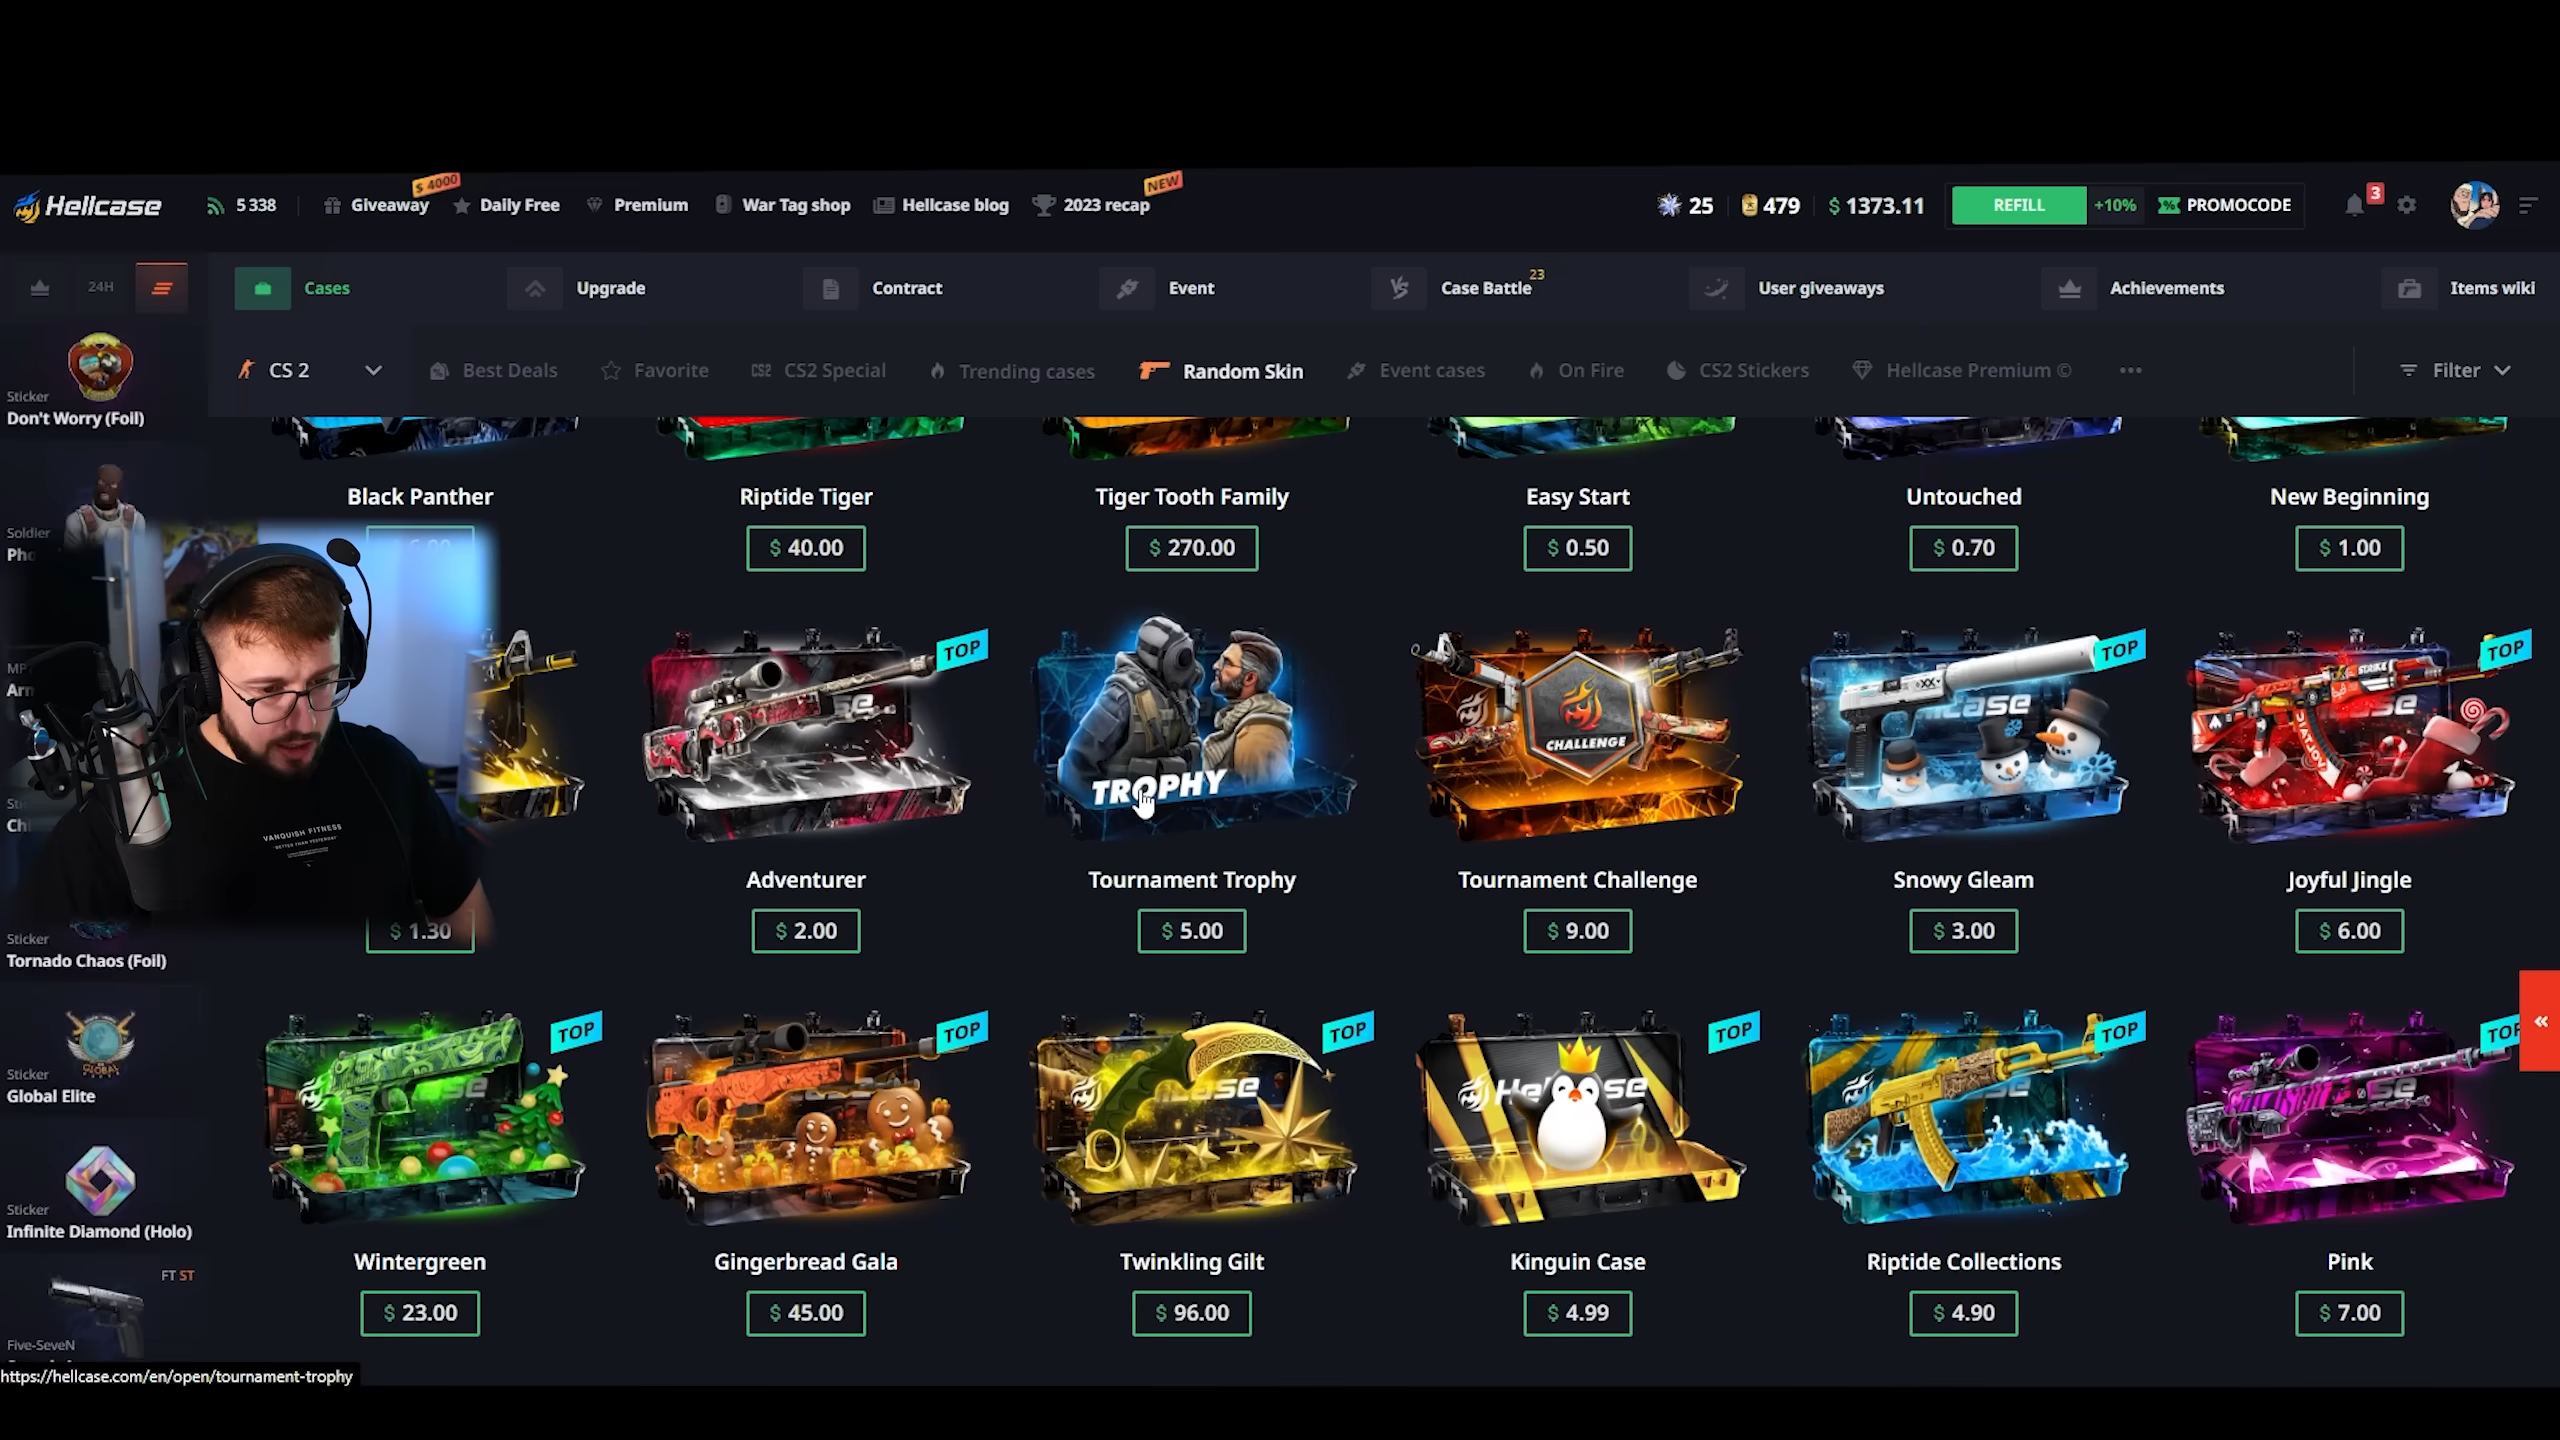 Hellcase
5 338
Giveaway
$ 4000
Daily Free
Premium
War Tag shop
Hellcase blog
2023 recap
NEW
25
479
$ 1373.11
REFILL
+10%
PROMOCODE
3
24H
Cases
Upgrade
Contract
Event
Case Battle
23
User giveaways
Achievements
Items wiki
CS 2
Best Deals
Favorite
CS2 CS2 Special
Trending cases
Random Skin
Event cases
On Fire
CS2 Stickers
Hellcase Premium ©
Filter
Sticker
Don't Worry (Foil)
Soldier
Black Panther
Riptide Tiger
Tiger Tooth Family
Easy Start
Untouched
New Beginning
$ 40.00
$ 270.00
$ 0.50
$ 0.70
$ 1.00
TOP
TROPHY
CHALLENGE
TOP
TOP
VANQUISH FITNESS
Adventurer
Tournament Trophy
Tournament Challenge
Snowy Gleam
Joyful Jingle
$ 1.30
$ 2.00
$ 5.00
$ 9.00
$ 3.00
$ 6.00
Sticker
Tornado Chaos (Foil)
TOP
TOP
TOP
TOP
TOP
TOP
Sticker
Global Elite
Sticker
Infinite Diamond (Holo)
Wintergreen
Gingerbread Gala
Twinkling Gilt
Kinguin Case
Riptide Collections
Pink
$ 23.00
$ 45.00
$ 96.00
$ 4.99
$ 4.90
$ 7.00
FT ST
Five-SeveN
https://hellcase.com/en/open/tournament-trophy